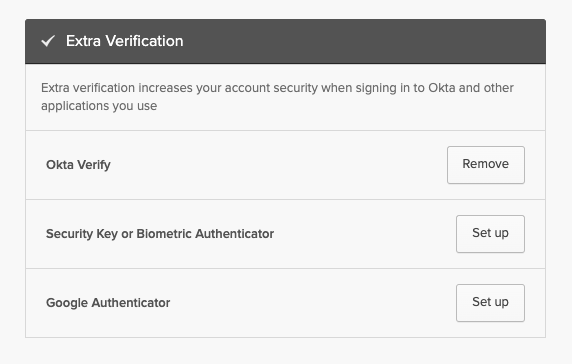 Extra Verification
Extra verification increases your account security when signing in to Okta and other
applications you use
Okta Verify
Remove
Security Key or Biometric Authenticator
Set up
Google Authenticator
Set up